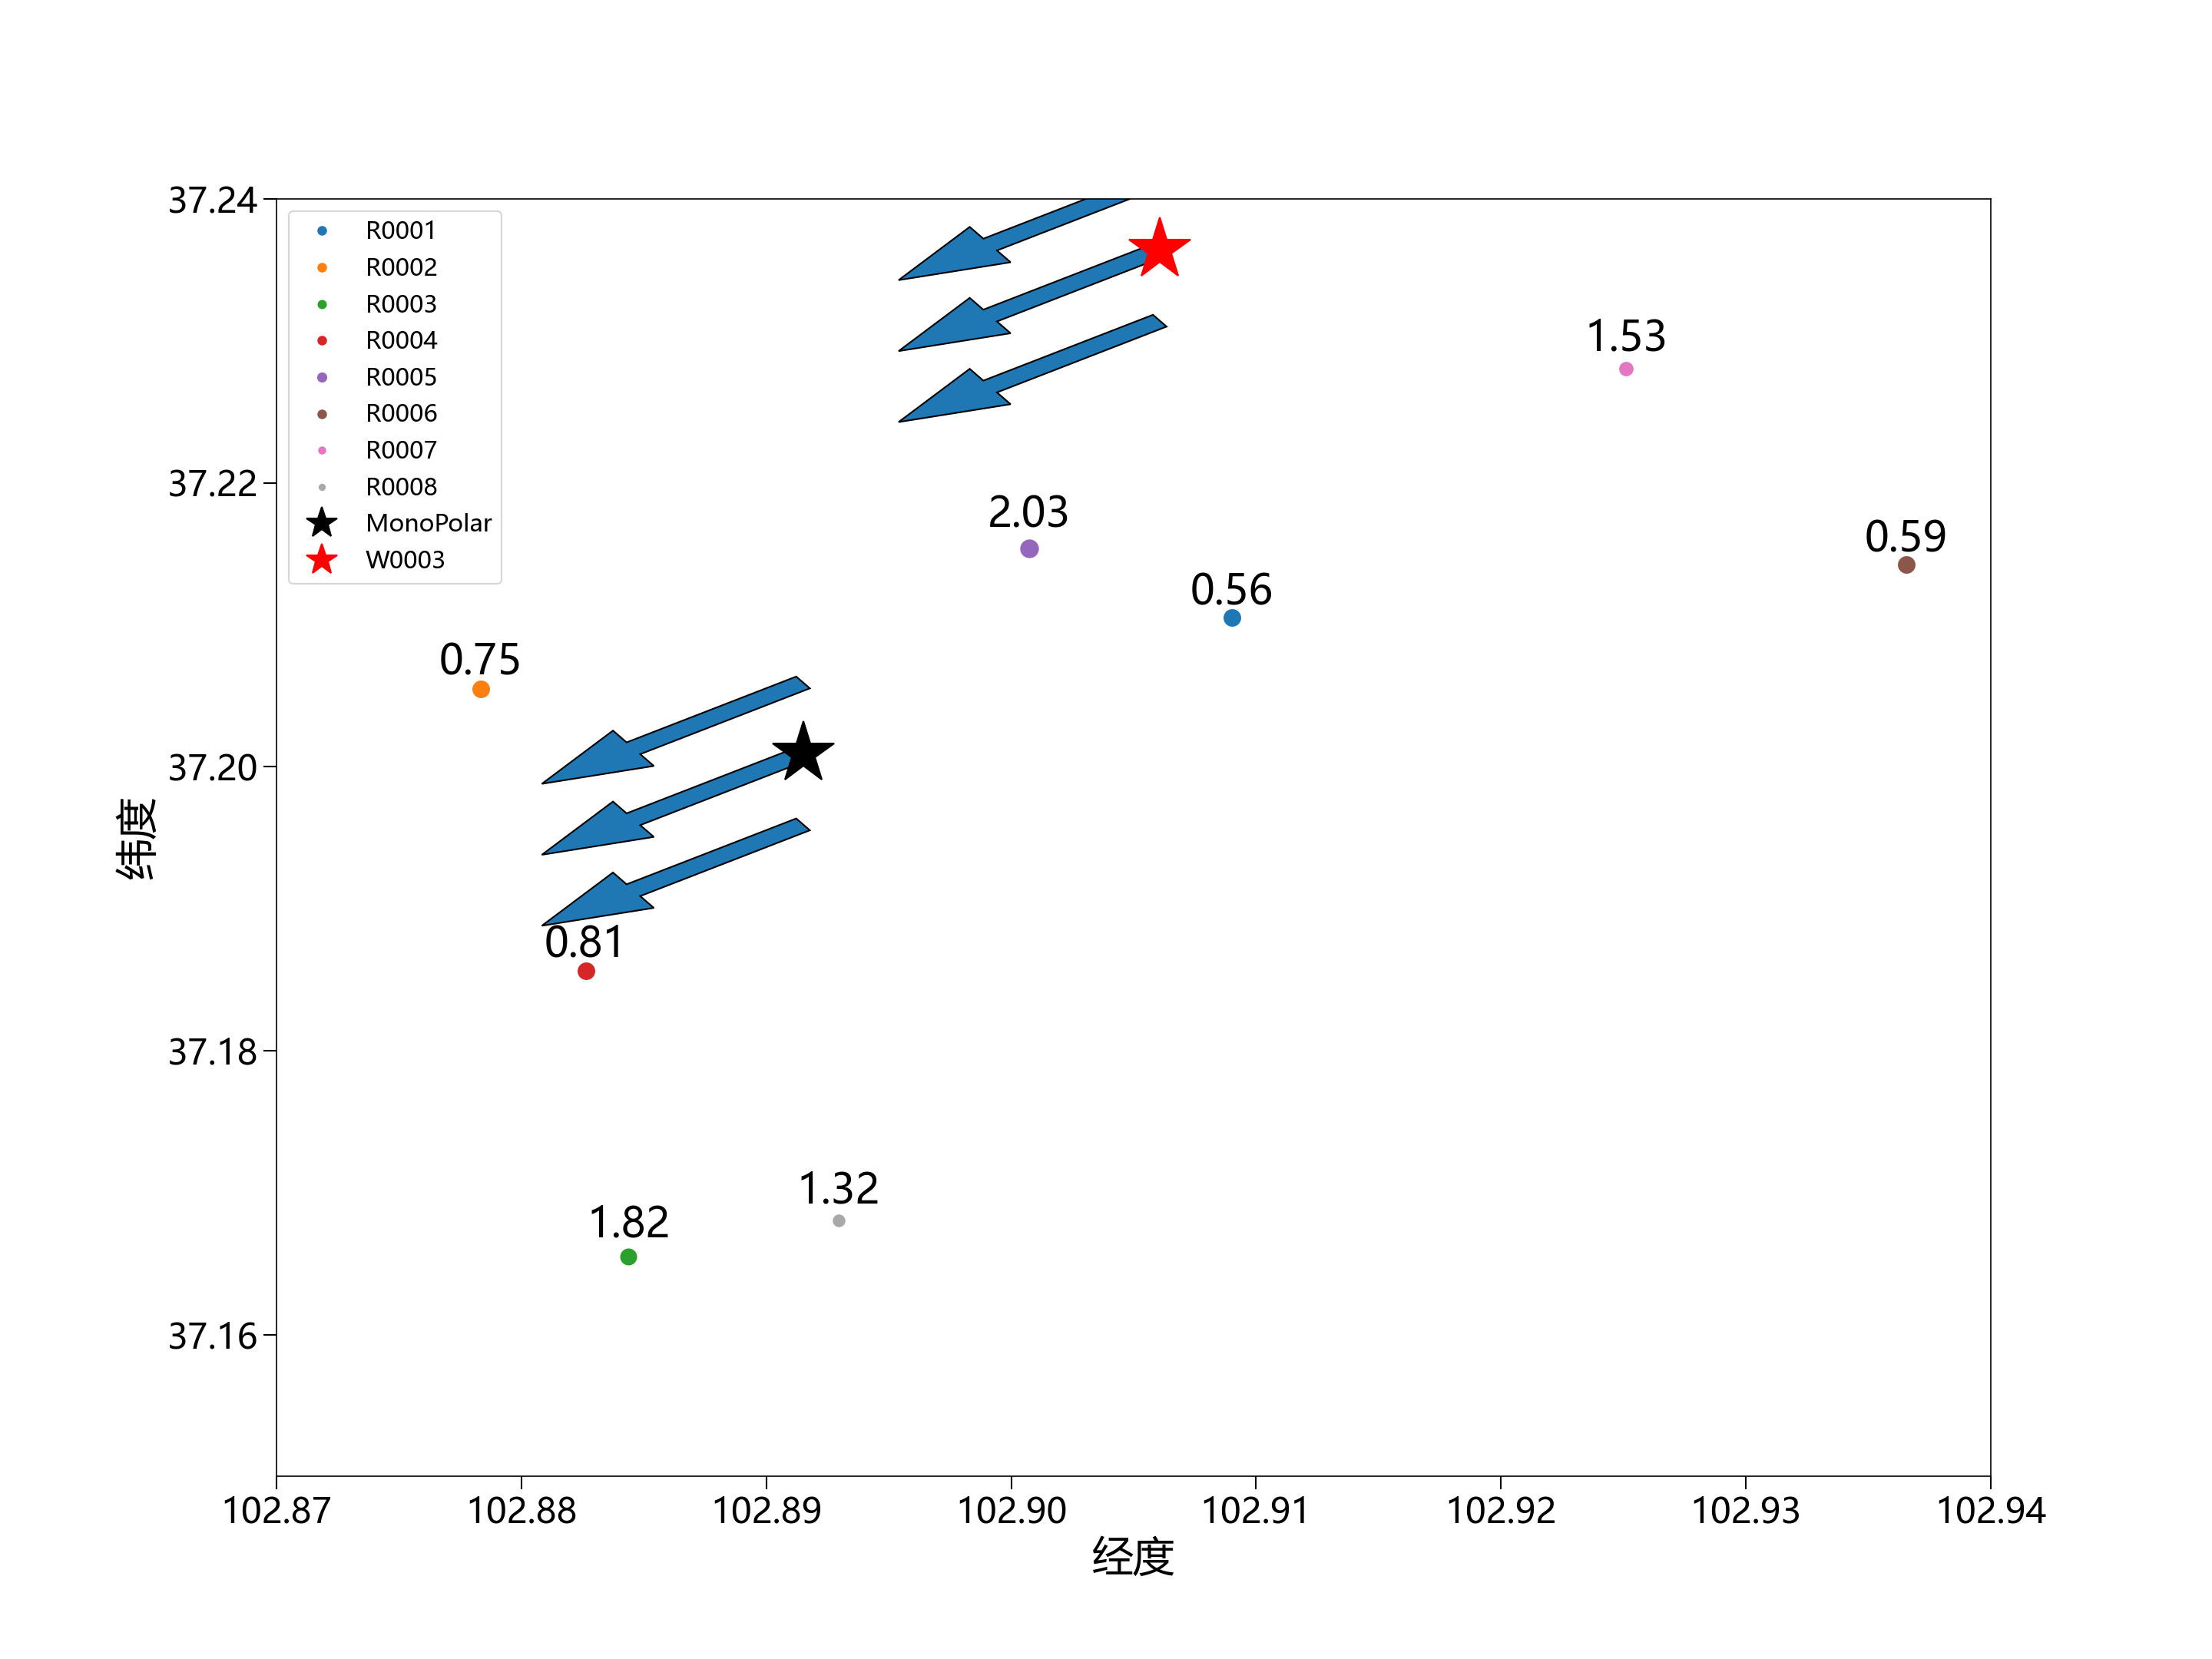 37.24
37.22
37.20
37.18
37.16
纬度
R0001
R0002
R0003
R0004
R0005
R0006
R0007
R0008
MonoPolar
W0003
1.53
2.03
0.59
0.56
0.75
0.81
1.32
1.82
102.87 102.88 102.89 102.90 102.91 102.92 102.93 102.94
经度